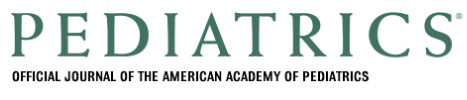 PEDIATRICS®
OFFICIAL JOURNAL OF THE AMERICAN ACADEMY OF PEDIATRICS